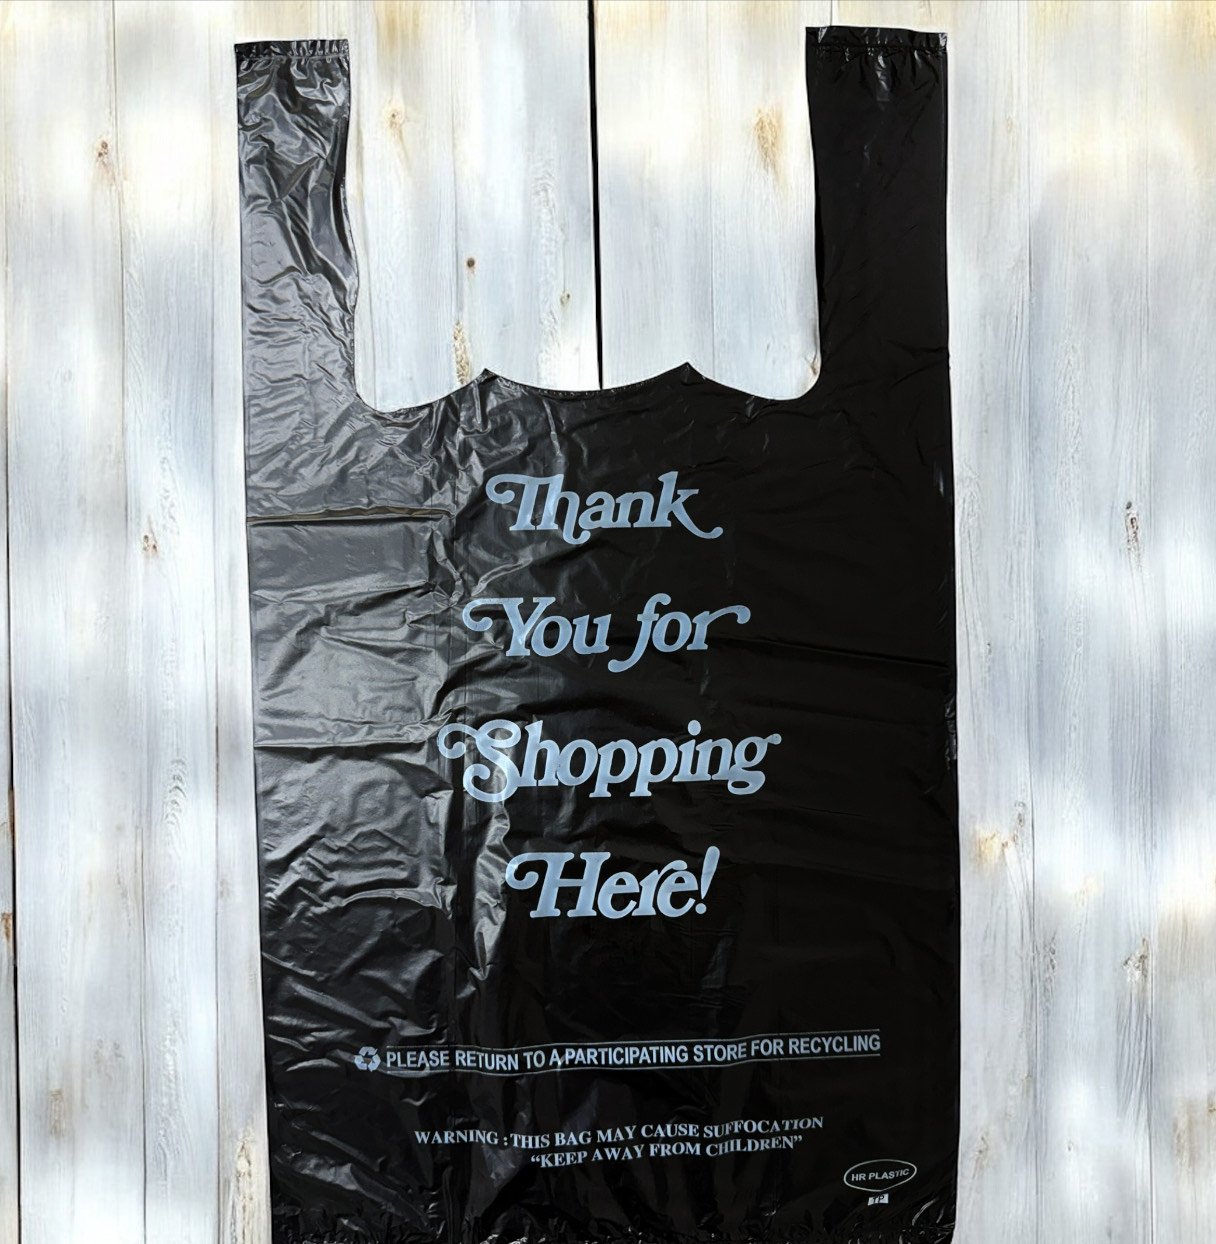 Thank
You for
Shopping
Here!
PLEASE RETURN TO A PARTICIPATING STORE FOR RECYCLING
WARNING : THIS BAG MAY CAUSE SUFFOCATION
“KEEP AWAY FROM CHILDREN”
HR PLASTIC